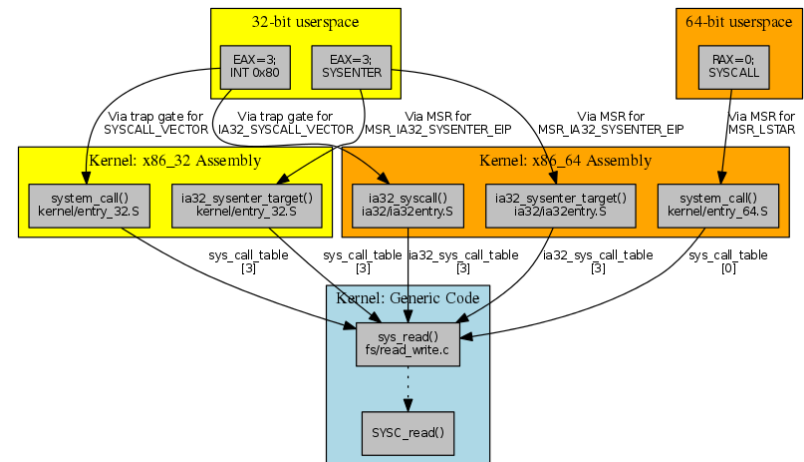 32-bit userspace
64-bit userspace
EAX=3;
INT 0x80
EAX=3;
SYSENTER
RAX=0;
SYSCALL
Via trap gate for
SYSCALL_VECTOR
Via trap gate for
IA32_SYSCALL_VECTOR
Via MSR for
MSR_IA32_SYSENTER_EIP
Via MSR for
MSR_IA32_SYSENTER_EIP
Via MSR for
MSR_LSTAR
Kernel: x86_32 Assembly
Kernel: x86_64 Assembly
system_call()
kernel/entry_32.S
ia32_sysenter_target()
kernel/entry_32.S
ia32_syscall()
ia32/ia32entry.S
ia32_sysenter_target()
ia32/ia32entry.S
system_call()
kernel/entry_64.S
sys_call_table
[3]
sys_call_table
[3]
ia32_sys_call_table
[3]
ia32_sys_call_table
[3]
sys_call_table
[0]
Kernel: Generic Code
sys_read()
fs/read_write.c
SYSC_read()